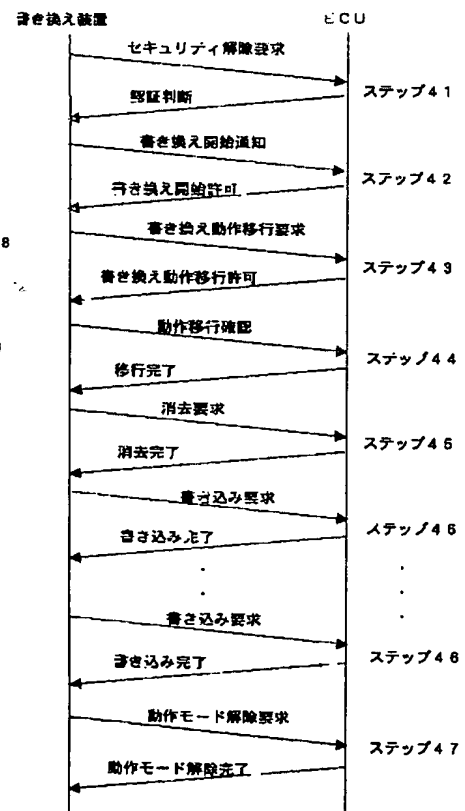 書き換え装置 ECU
セキュリティ解除要求
認証判断 ステップ41
書き換え開始通知
書き換え開始許可 ステップ42
書き換え動作移行要求
8
書き換え動作移行許可 ステップ43
動作移行確認
移行完了 ステップ44
消去要求
消去完了 ステップ45
書き込み要求
書き込み完了 ステップ46
書き込み要求
書き込み完了 ステップ46
動作モード解除要求
動作モード解除完了 ステップ47